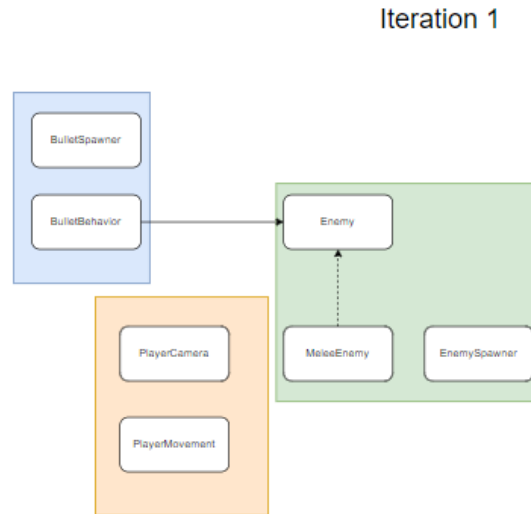 Iteration 1
BulletSpawner
BulletBehavior
Enemy
PlayerCamera
MeleeEnemy
EnemySpawner
PlayerMovement